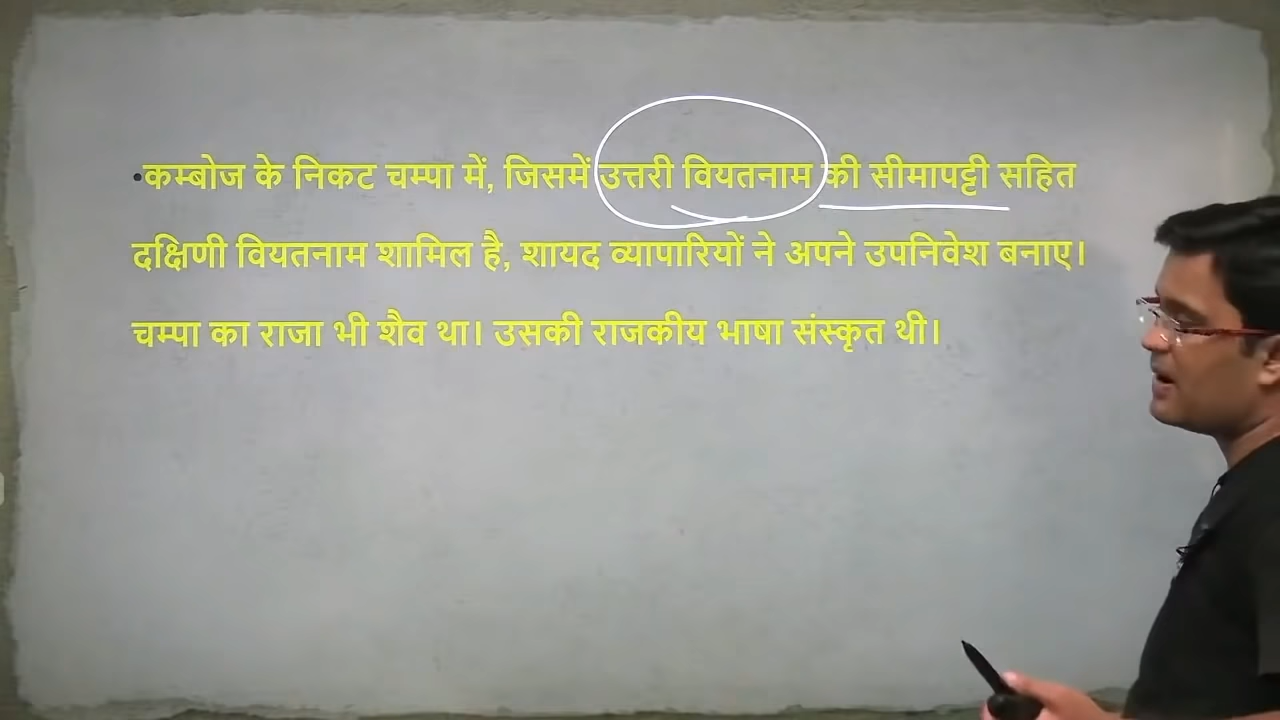 •कम्बोज के निकट चम्पा में, जिसमें उत्तरी वियतनाम की सीमापट्टी सहित
दक्षिणी वियतनाम शामिल है, शायद व्यापारियों ने अपने उपनिवेश बनाए।
चम्पा का राजा भी शैव था। उसकी राजकीय भाषा संस्कृत थी।